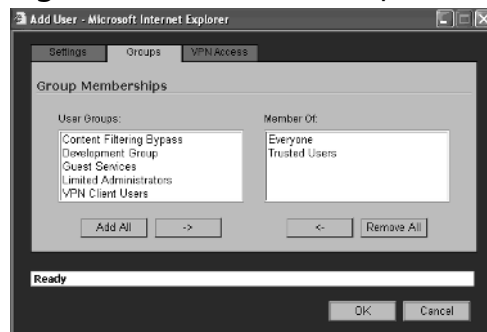 Add User - Microsoft Internet Explorer
Settings Groups VPN Access
Group Memberships
User Groups: Member Of:
Content Filtering Bypass Everyone
Development Group Trusted Users
Guest Services
Limited Administrators
VPN Client Users
Add All -> <- Remove All
Ready
OK Cancel